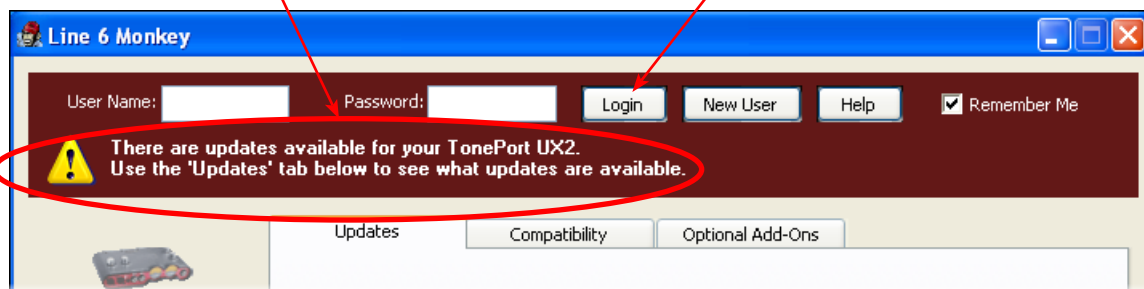 Line 6 Monkey
User Name: Password: Login New User Help Remember Me
There are updates available for your TonePort UX2.
Use the 'Updates' tab below to see what updates are available.
Updates Compatibility Optional Add-Ons